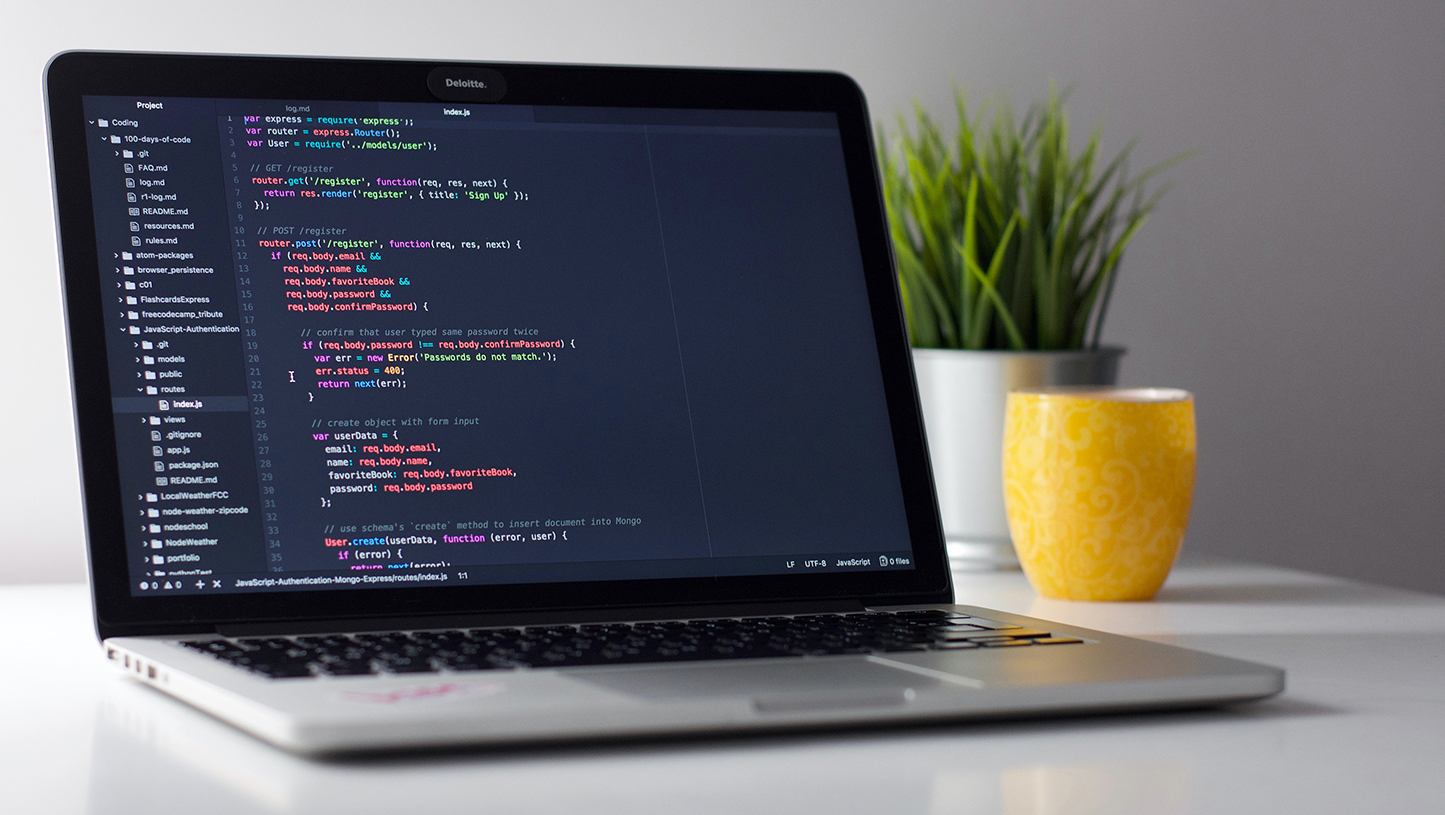 Deloitte.
Project
Coding
100-days-of-code
.git
FAQ.md
log.md
r1-log.md
README.md
resources.md
rules.md
atom-packages
browser_persistence
c01
FlashcardsExpress
freecodecamp_tribute
JavaScript-Authentication
.git
models
public
routes
index.js
views
.gitignore
app.js
package.json
README.md
LocalWeatherFCC
node-weather-zipcode
nodeschool
NodeWeather
portfolio
pythonTest
log.md
index.js
1 var express = require('express');
2 var router = express.Router();
3 var User = require('../models/user');
4
5 // GET /register
6 router.get('/register', function(req, res, next) {
7 return res.render('register', { title: 'Sign Up' });
8 });
9
10 // POST /register
11 router.post('/register', function(req, res, next) {
12 if (req.body.email &&
13 req.body.name &&
14 req.body.favoriteBook &&
15 req.body.password &&
16 req.body.confirmPassword) {
17
18 // confirm that user typed same password twice
19 if (req.body.password !== req.body.confirmPassword) {
20 var err = new Error('Passwords do not match.');
21 err.status = 400;
22 return next(err);
23 }
24
25 // create object with form input
26 var userData = {
27 email: req.body.email,
28 name: req.body.name,
29 favoriteBook: req.body.favoriteBook,
30 password: req.body.password
31 };
32
33 // use schema's `create` method to insert document into Mongo
34 User.create(userData, function (error, user) {
35 if (error) {
return next(error);
0 0 + × JavaScript-Authentication-Mongo-Express/routes/index.js 1:1
LF UTF-8 JavaScript 0 files